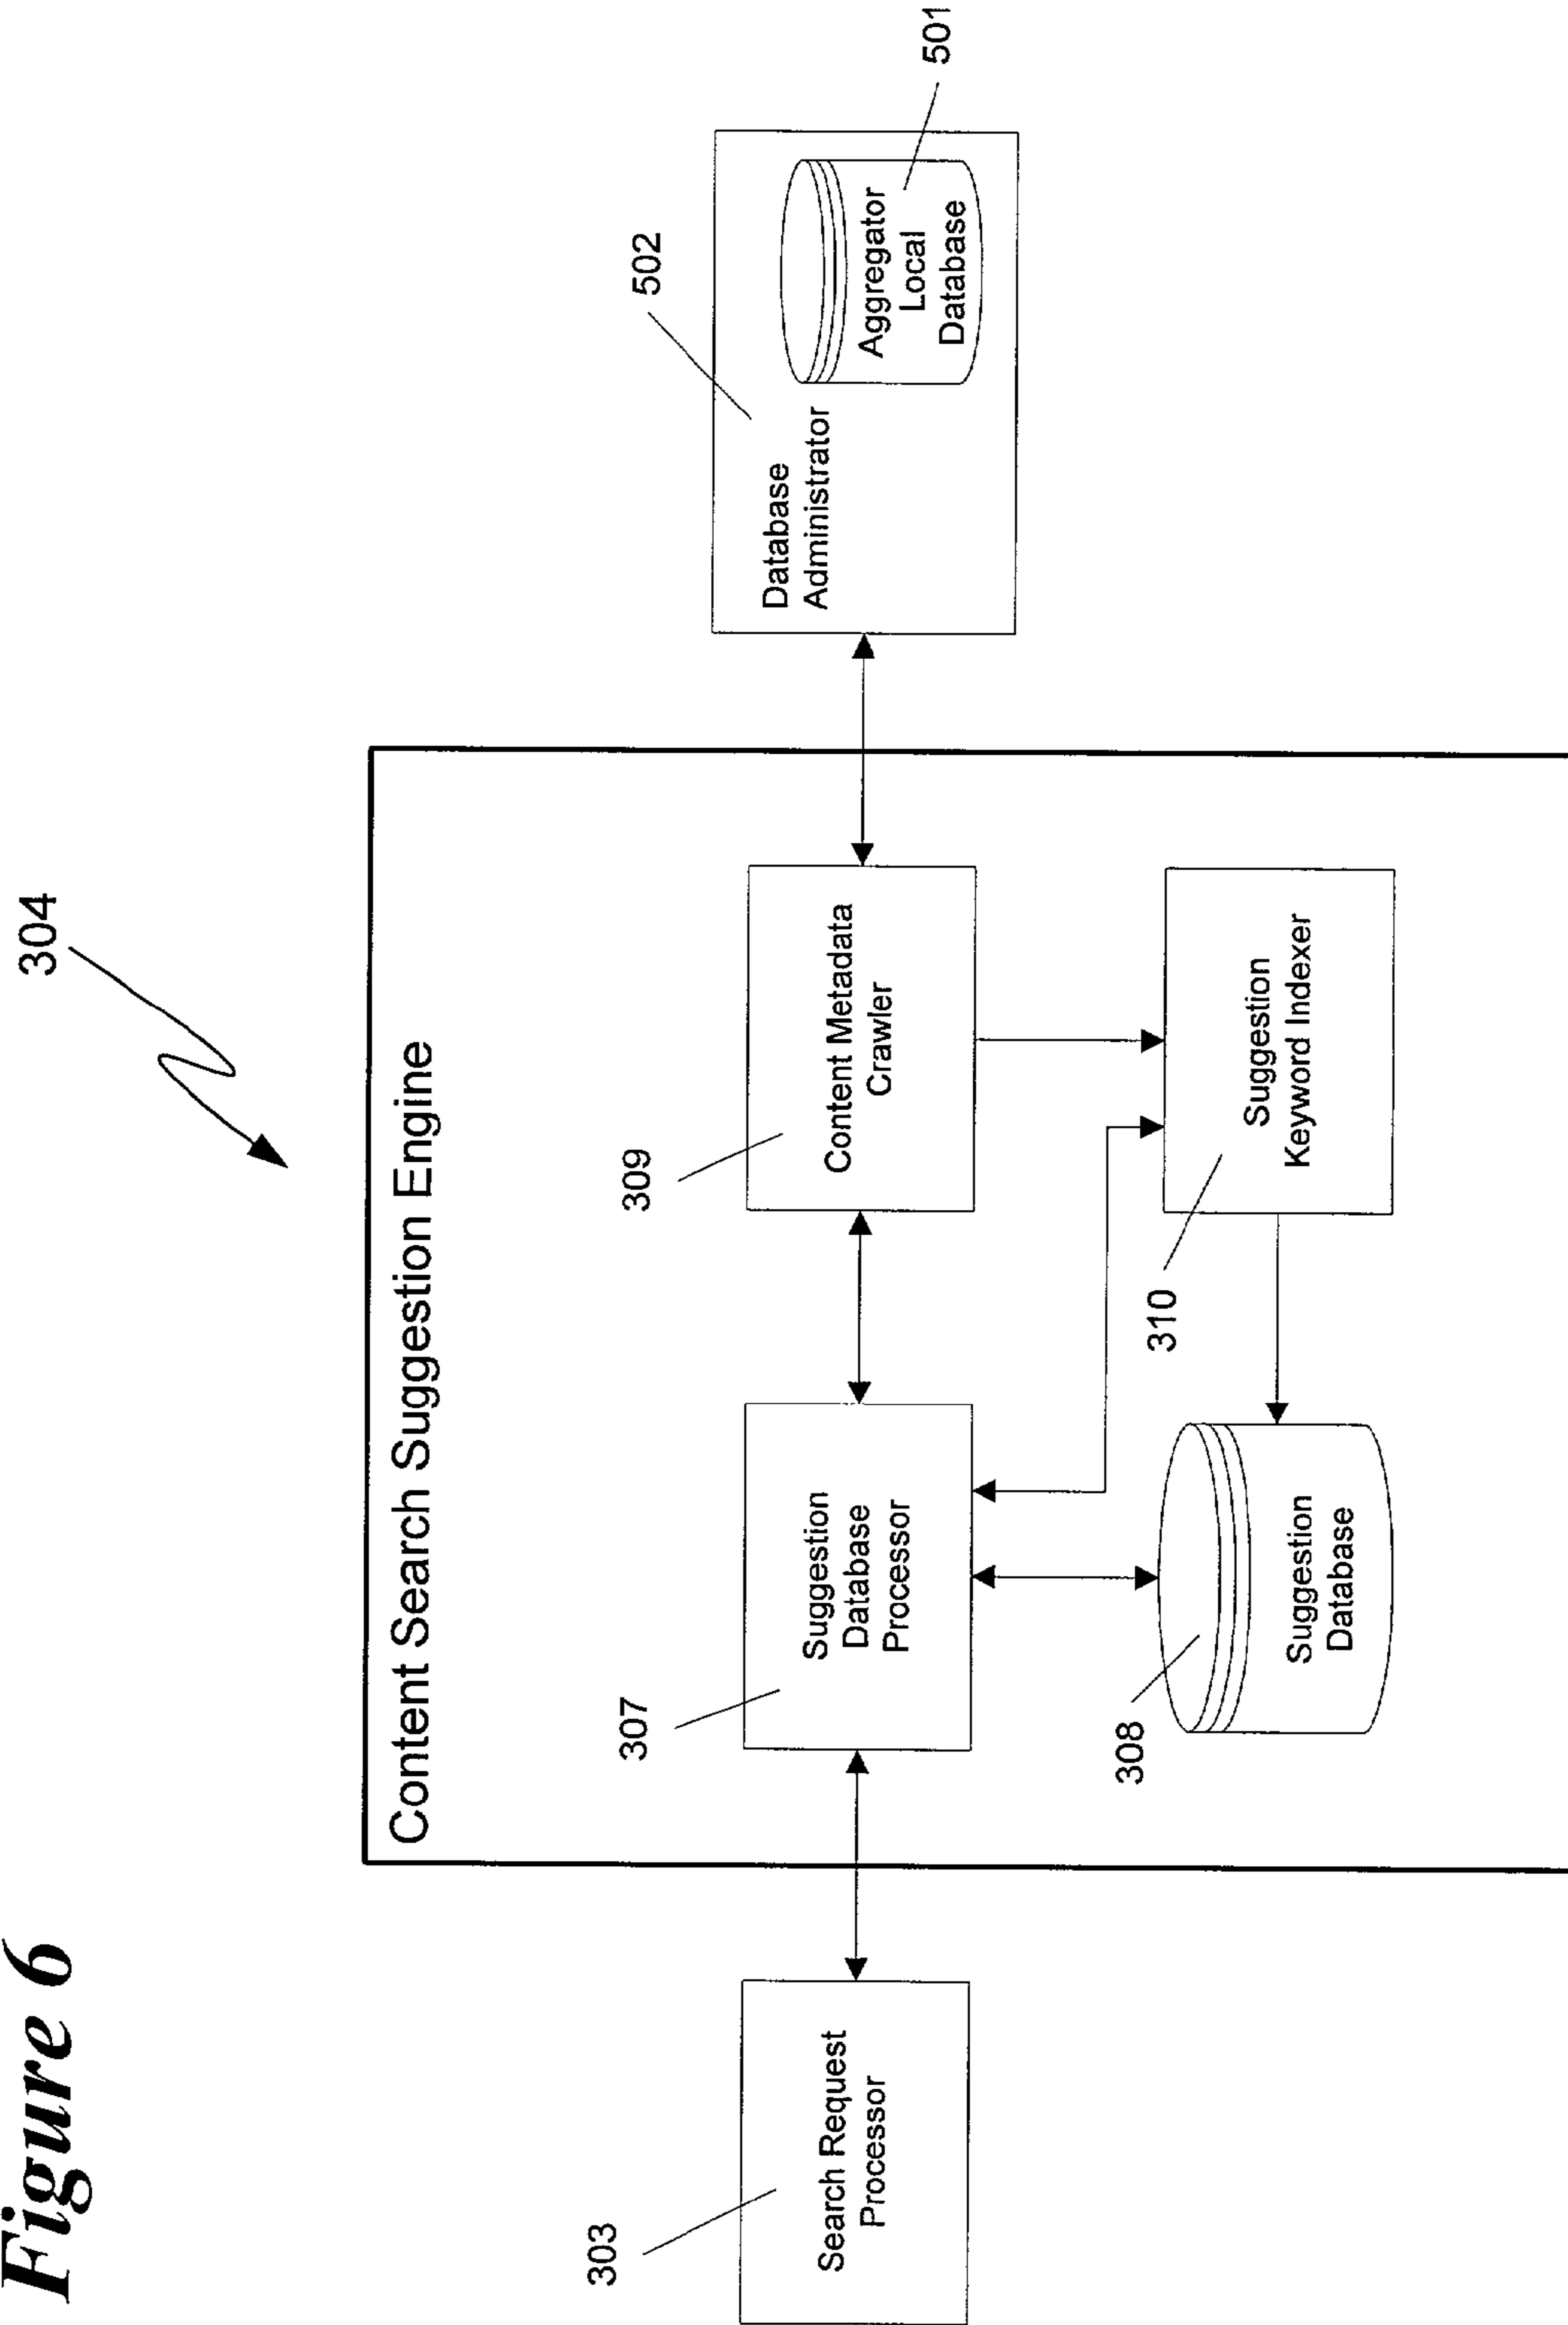 Figure 6
304
Content Search Suggestion Engine
303
Search Request
Processor
307
Suggestion
Database
Processor
309
Content Metadata
Crawler
502
Database
Administrator
Aggregator
Local
Database
501
308
Suggestion
Database
310
Suggestion
Keyword Indexer